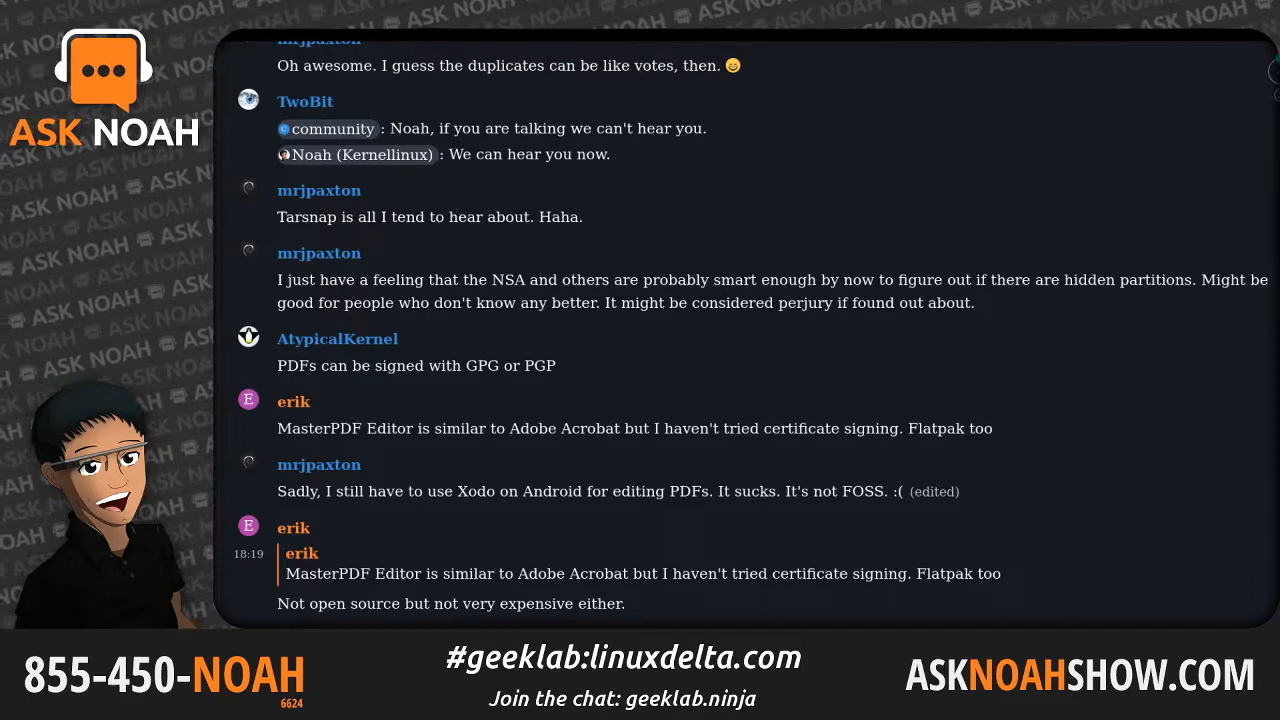 mrjpaxton
Oh awesome. I guess the duplicates can be like votes, then. 😄
TwoBit
community : Noah, if you are talking we can't hear you.
Noah (Kernellinux) : We can hear you now.
mrjpaxton
Tarsnap is all I tend to hear about. Haha.
mrjpaxton
I just have a feeling that the NSA and others are probably smart enough by now to figure out if there are hidden partitions. Might be
good for people who don't know any better. It might be considered perjury if found out about.
AtypicalKernel
PDFs can be signed with GPG or PGP
E erik
MasterPDF Editor is similar to Adobe Acrobat but I haven't tried certificate signing. Flatpak too
mrjpaxton
Sadly, I still have to use Xodo on Android for editing PDFs. It sucks. It's not FOSS. :( (edited)
E erik
18:19 erik
MasterPDF Editor is similar to Adobe Acrobat but I haven't tried certificate signing. Flatpak too
Not open source but not very expensive either.
ASK NOAH
855-450-NOAH
6624
#geeklab:linuxdelta.com
Join the chat: geeklab.ninja
ASKNOAHSHOW.COM